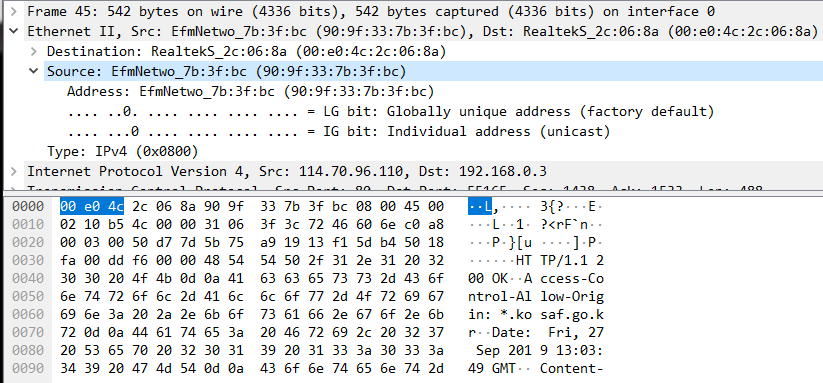 Frame 45: 542 bytes on wire (4336 bits), 542 bytes captured (4336 bits) on interface 0
Ethernet II, Src: EfmNetwo_7b:3f:bc (90:9f:33:7b:3f:bc), Dst: RealtekS_2c:06:8a (00:e0:4c:2c:06:8a)
Destination: RealtekS_2c:06:8a (00:e0:4c:2c:06:8a)
Source: EfmNetwo_7b:3f:bc (90:9f:33:7b:3f:bc)
Address: EfmNetwo_7b:3f:bc (90:9f:33:7b:3f:bc)
.... ..0. .... .... .... .... = LG bit: Globally unique address (factory default)
.... ...0 .... .... .... .... = IG bit: Individual address (unicast)
Type: IPv4 (0x0800)
Internet Protocol Version 4, Src: 114.70.96.110, Dst: 192.168.0.3
0000 00 e0 4c 2c 06 8a 90 9f 33 7b 3f bc 08 00 45 00 ··L,···· 3{?···E·
0010 02 10 b5 4c 00 00 31 06 3f 3c 72 46 60 6e c0 a8 ···L··1· ?<rF`n··
0020 00 03 00 50 d7 7d 5b 75 a9 19 13 f1 5d b4 50 18 ···P·}[u ····]·P·
0030 fa 00 dd f6 00 00 48 54 54 50 2f 31 2e 31 20 32 ······HT TP/1.1 2
0040 30 30 20 4f 4b 0d 0a 41 63 63 65 73 73 2d 43 6f 00 OK··A ccess-Co
0050 6e 74 72 6f 6c 2d 41 6c 6c 6f 77 2d 4f 72 69 67 ntrol-Al low-Orig
0060 69 6e 3a 20 2a 2e 6b 6f 73 61 66 2e 67 6f 2e 6b in: *.ko saf.go.k
0070 72 0d 0a 44 61 74 65 3a 20 46 72 69 2c 20 32 37 r··Date: Fri, 27
0080 20 53 65 70 20 32 30 31 39 20 31 33 3a 30 33 3a Sep 201 9 13:03:
0090 34 39 20 47 4d 54 0d 0a 43 6f 6e 74 65 6e 74 2d 49 GMT·· Content-